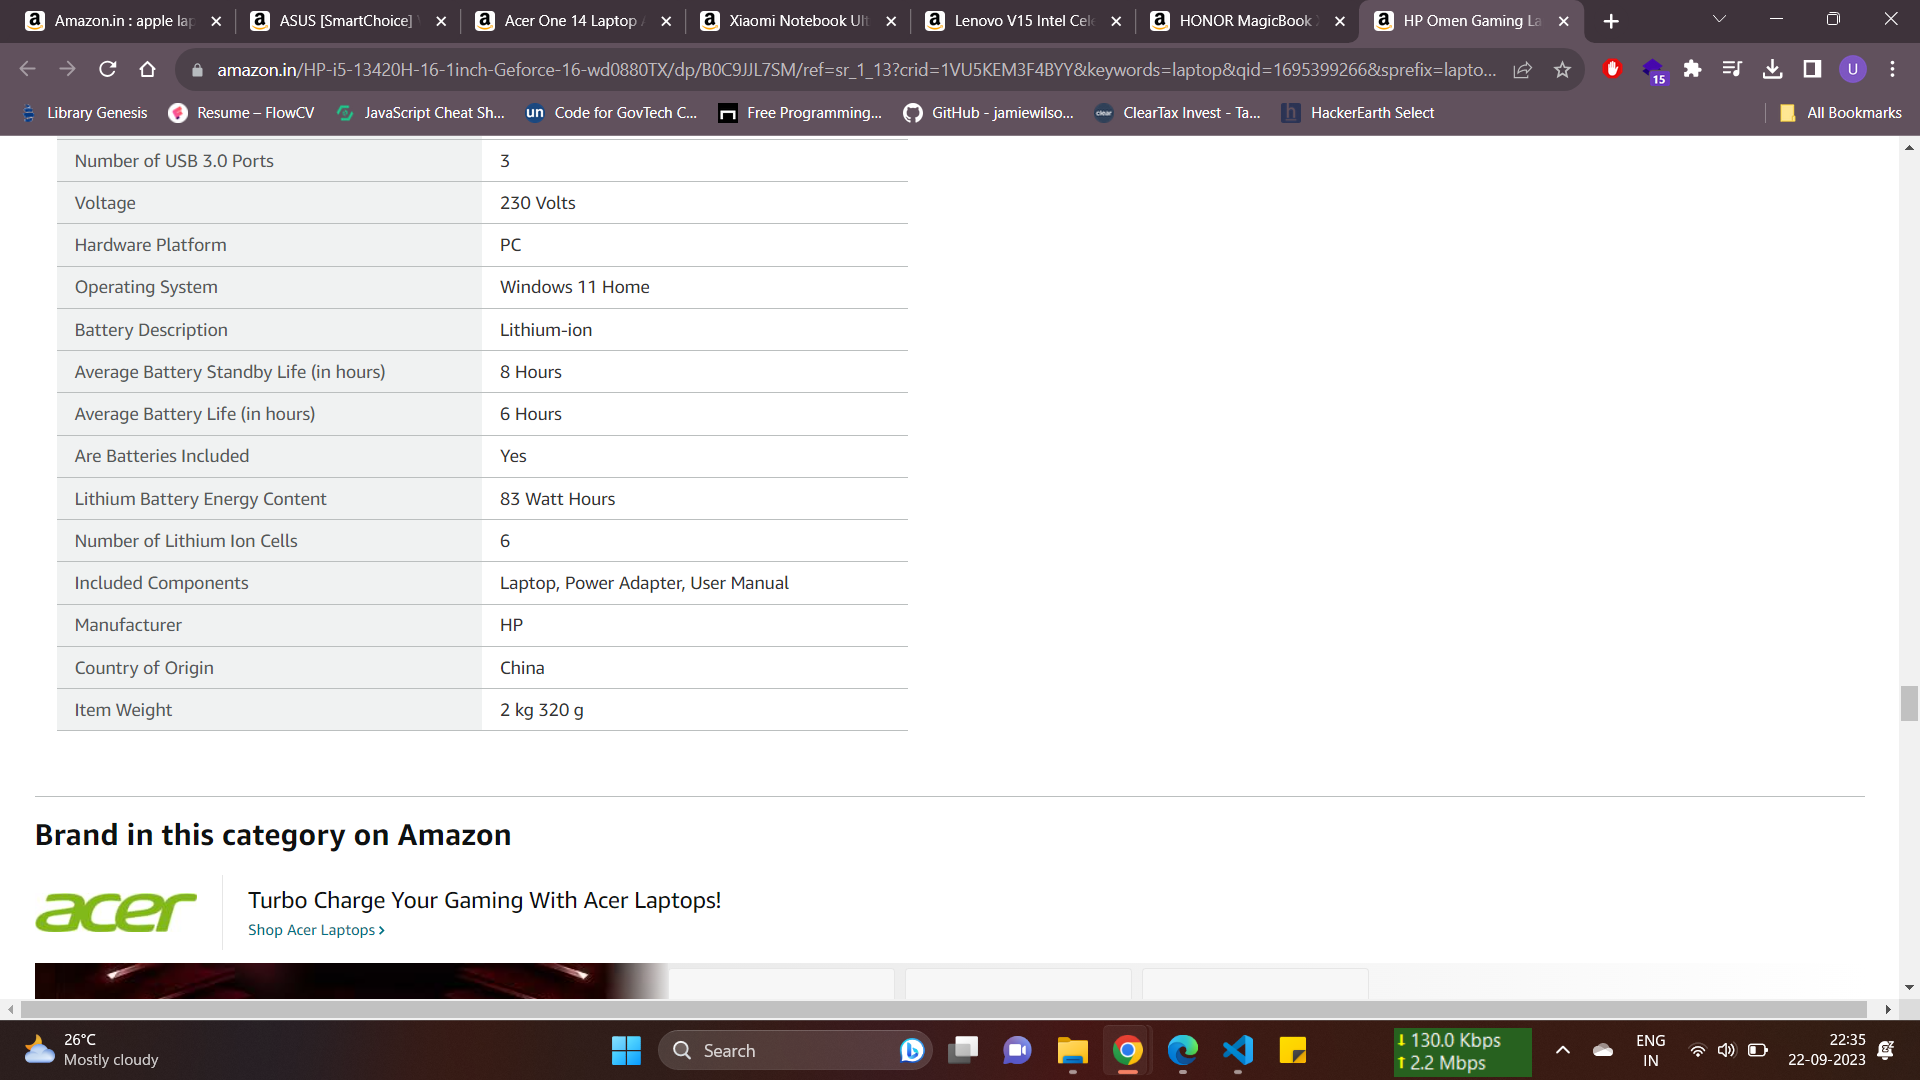 Amazon.in : apple lap
ASUS [SmartChoice]
Acer One 14 Laptop
Xiaomi Notebook Ult
Lenovo V15 Intel Cele
HONOR MagicBook
HP Omen Gaming La
amazon.in/HP-i5-13420H-16-1inch-Geforce-16-wd0880TX/dp/B0C9JJL7SM/ref=sr_1_13?crid=1VU5KEM3F4BYY&keywords=laptop&qid=1695399266&sprefix=lapto...
15
U
Library Genesis
Resume – FlowCV
JavaScript Cheat Sh...
un
Code for GovTech C...
Free Programming...
GitHub - jamiewilso...
clear
ClearTax Invest - Ta...
h
HackerEarth Select
All Bookmarks
Number of USB 3.0 Ports 3
Voltage 230 Volts
Hardware Platform PC
Operating System Windows 11 Home
Battery Description Lithium-ion
Average Battery Standby Life (in hours) 8 Hours
Average Battery Life (in hours) 6 Hours
Are Batteries Included Yes
Lithium Battery Energy Content 83 Watt Hours
Number of Lithium Ion Cells 6
Included Components Laptop, Power Adapter, User Manual
Manufacturer HP
Country of Origin China
Item Weight 2 kg 320 g
Brand in this category on Amazon
acer
Turbo Charge Your Gaming With Acer Laptops!
Shop Acer Laptops ›
26°C
Mostly cloudy
Search
130.0 Kbps
2.2 Mbps
ENG
IN
22:35
22-09-2023